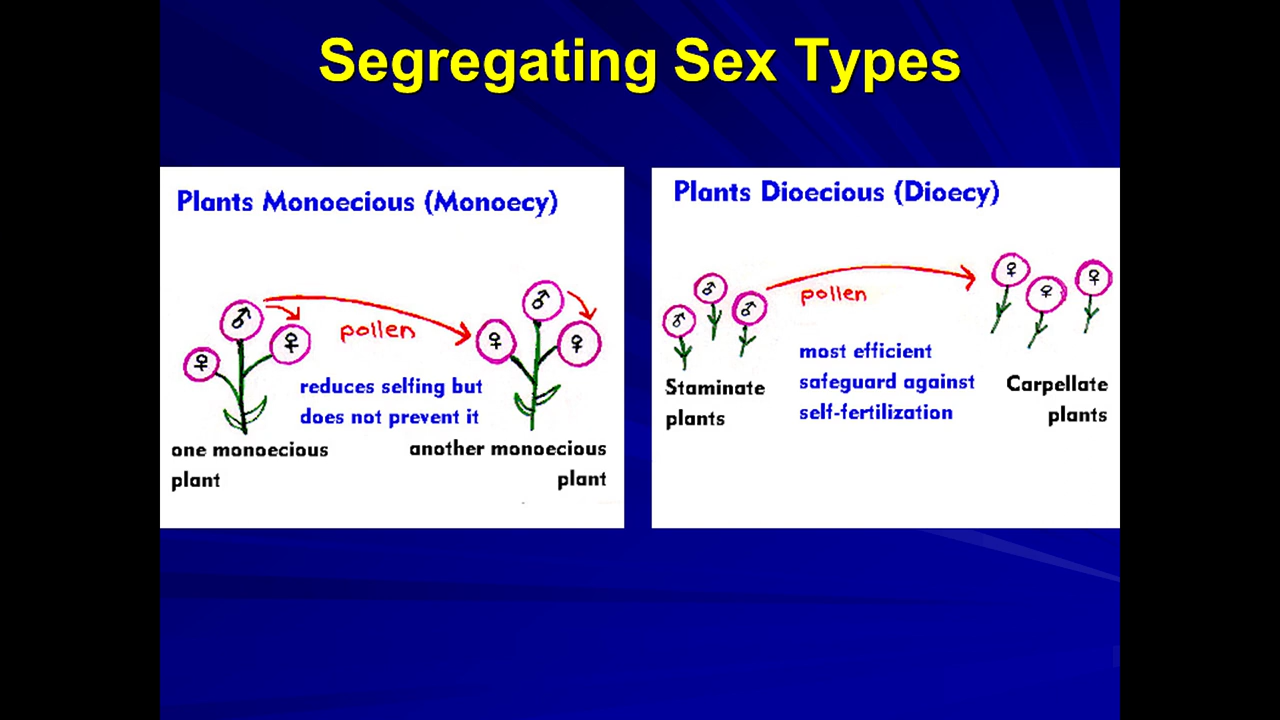 Segregating Sex Types
Plants Monoecious (Monoecy)
♂
♀
♀
pollen
♂
♀
♀
reduces selfing but
does not prevent it
one monoecious
plant
another monoecious
plant
Plants Dioecious (Dioecy)
♂
♂
♂
pollen
♀
♀
♀
most efficient
safeguard against
self-fertilization
Staminate
plants
Carpellate
plants